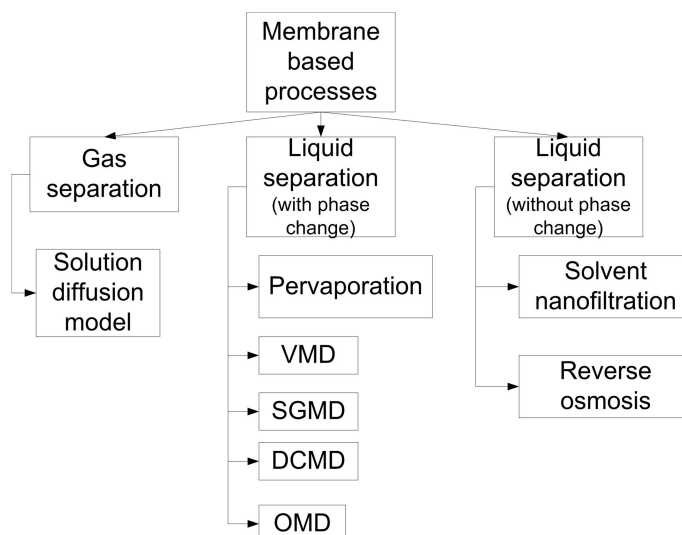 Membrane
based
processes
Gas
separation
Solution
diffusion
model
Liquid
separation
(with phase
change)
Pervaporation
VMD
SGMD
DCMD
OMD
Liquid
separation
(without phase
change)
Solvent
nanofiltration
Reverse
osmosis